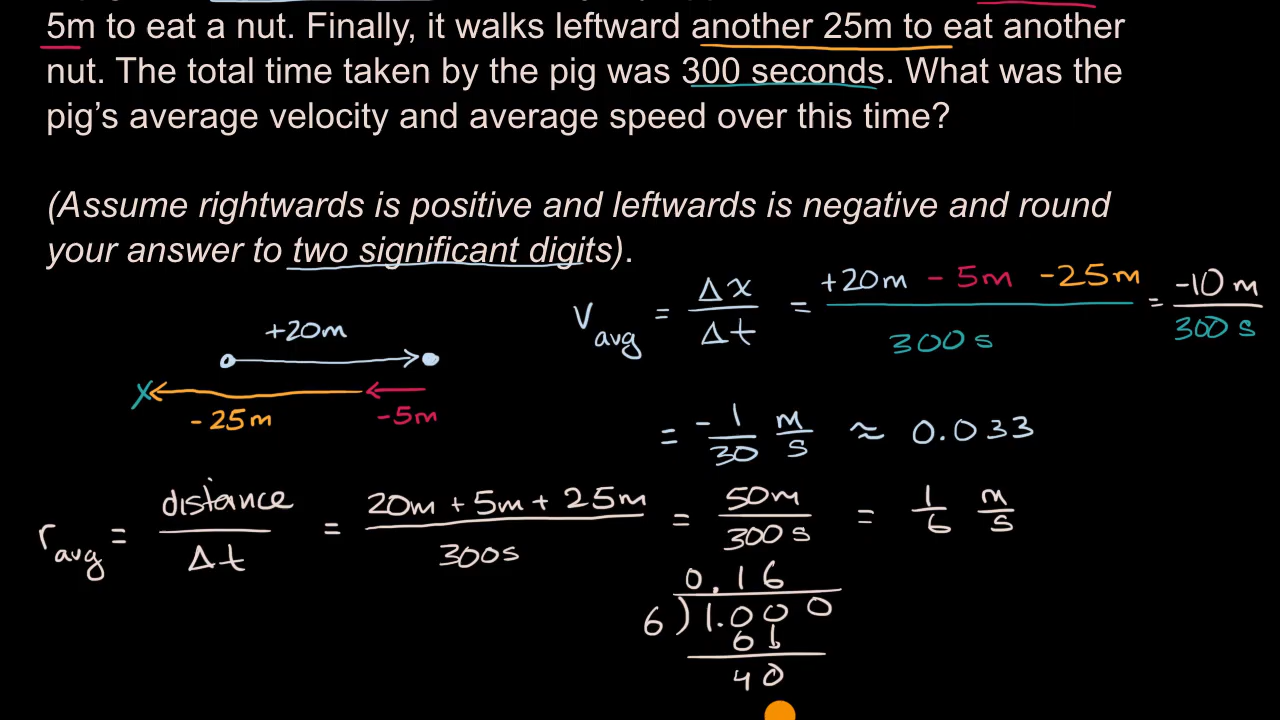 5m to eat a nut. Finally, it walks leftward another 25m to eat another
nut. The total time taken by the pig was 300 seconds. What was the
pig’s average velocity and average speed over this time?
(Assume rightwards is positive and leftwards is negative and round
your answer to two significant digits).
v avg = Δx / Δt = +20m - 5m -25m / 300 s = -10 m / 300 s
+20m
x -25m -5m
= - 1/30 m/s ≈ 0.033
r avg = distance / Δt = 20m + 5m + 25m / 300s = 50m / 300s = 1/6 m/s
0.16
6 ) 1.000
6 1
40